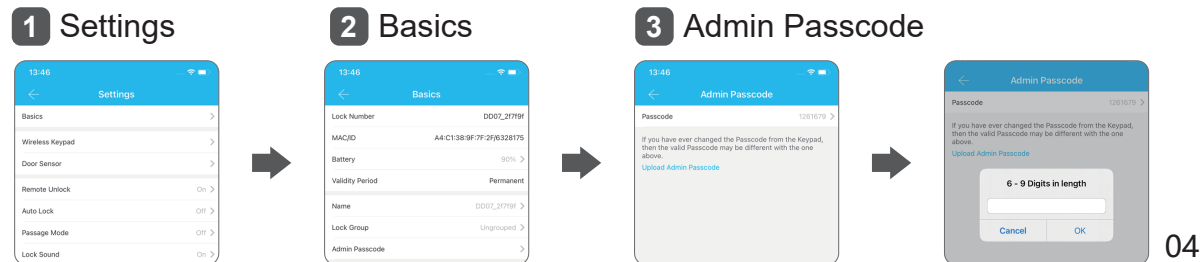 1 Settings
2 Basics
3 Admin Passcode
13:46
Settings
Basics
Wireless Keypad
Door Sensor
Remote Unlock On
Auto Lock Off
Passage Mode Off
Lock Sound On
13:46
Basics
Lock Number DD07_2f7f9f
MAC/ID A4:C1:38:9F:7F:2F/6328175
Battery 90%
Validity Period Permanent
Name DD07_2f7f9f
Lock Group Ungrouped
Admin Passcode
13:46
Admin Passcode
Passcode 1261679
If you have ever changed the Passcode from the Keypad,
then the valid Passcode may be different with the one
above.
Upload Admin Passcode
Admin Passcode
Passcode 1261679
If you have ever changed the Passcode from the Keypad,
then the valid Passcode may be different with the one
above.
Upload Admin Passcode
6 - 9 Digits in length
Cancel OK
04